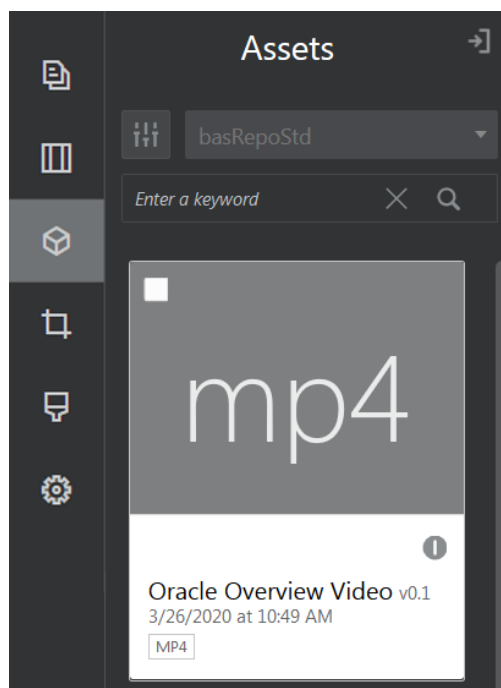 Assets
basRepoStd
Enter a keyword
mp4
Oracle Overview Video v0.1
3/26/2020 at 10:49 AM
MP4